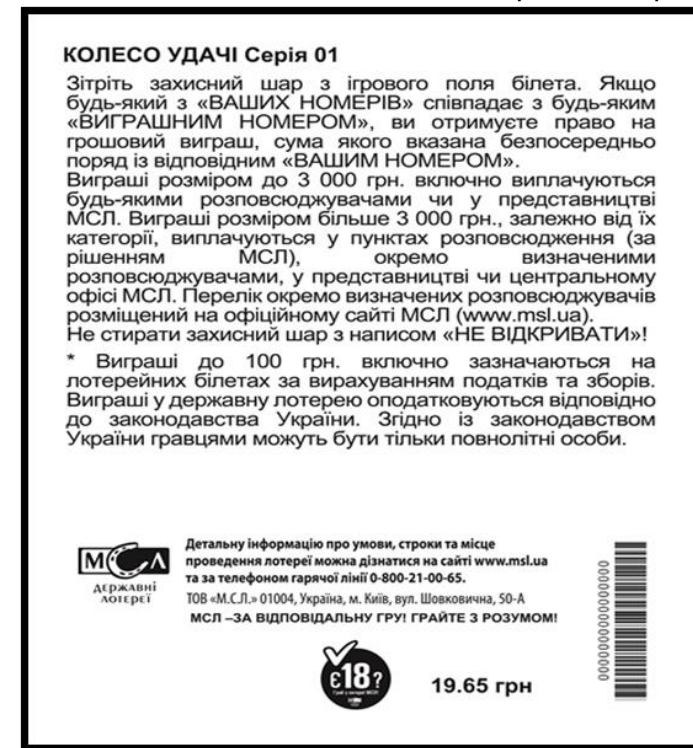 КОЛЕСО УДАЧІ Серія 01
Зітріть захисний шар з ігрового поля білета. Якщо
будь-який з «ВАШИХ НОМЕРІВ» співпадає з будь-яким
«ВИГРАШНИМ НОМЕРОМ», ви отримуєте право на
грошовий виграш, сума якого вказана безпосередньо
поряд із відповідним «ВАШИМ НОМЕРОМ».
Виграші розміром до 3 000 грн. включно виплачуються
будь-якими розповсюджувачами чи у представництві
МСЛ. Виграші розміром більше 3 000 грн., залежно від їх
категорії, виплачуються у пунктах розповсюдження (за
рішенням МСЛ), окремо визначеними
розповсюджувачами, у представництві чи центральному
офісі МСЛ. Перелік окремо визначених розповсюджувачів
розміщений на офіційному сайті МСЛ (www.msl.ua).
Не стирати захисний шар з написом «НЕ ВІДКРИВАТИ»!
* Виграші до 100 грн. включно зазначаються на
лотерейних білетах за вирахуванням податків та зборів.
Виграші у державну лотерею оподатковуються відповідно
до законодавства України. Згідно із законодавством
України гравцями можуть бути тільки повнолітні особи.
МСЛ
ДЕРЖАВНІ
ЛОТЕРЕЇ
Детальну інформацію про умови, строки та місце
проведення лотереї можна дізнатися на сайті www.msl.ua
та за телефоном гарячої лінії 0-800-21-00-65.
ТОВ «М.С.Л.» 01004, Україна, м. Київ, вул. Шовковична, 50-А
МСЛ –ЗА ВІДПОВІДАЛЬНУ ГРУ! ГРАЙТЕ З РОЗУМОМ!
Є18?
19.65 грн